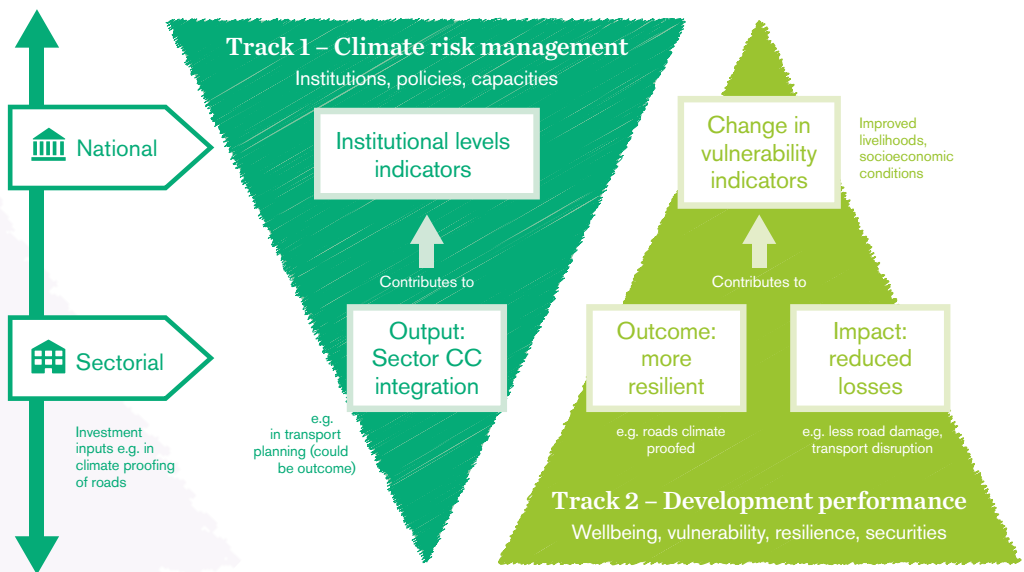 Track 1 – Climate risk management
Institutions, policies, capacities
National
Institutional levels
indicators
Change in
vulnerability
indicators
Improved
livelihoods,
socioeconomic
conditions
Contributes to
Contributes to
Sectorial
Output:
Sector CC
integration
Outcome:
more
resilient
Impact:
reduced
losses
Investment
inputs e.g. in
climate proofing
of roads
e.g.
in transport
planning (could
be outcome)
e.g. roads climate
proofed
e.g. less road damage,
transport disruption
Track 2 – Development performance
Wellbeing, vulnerability, resilience, securities